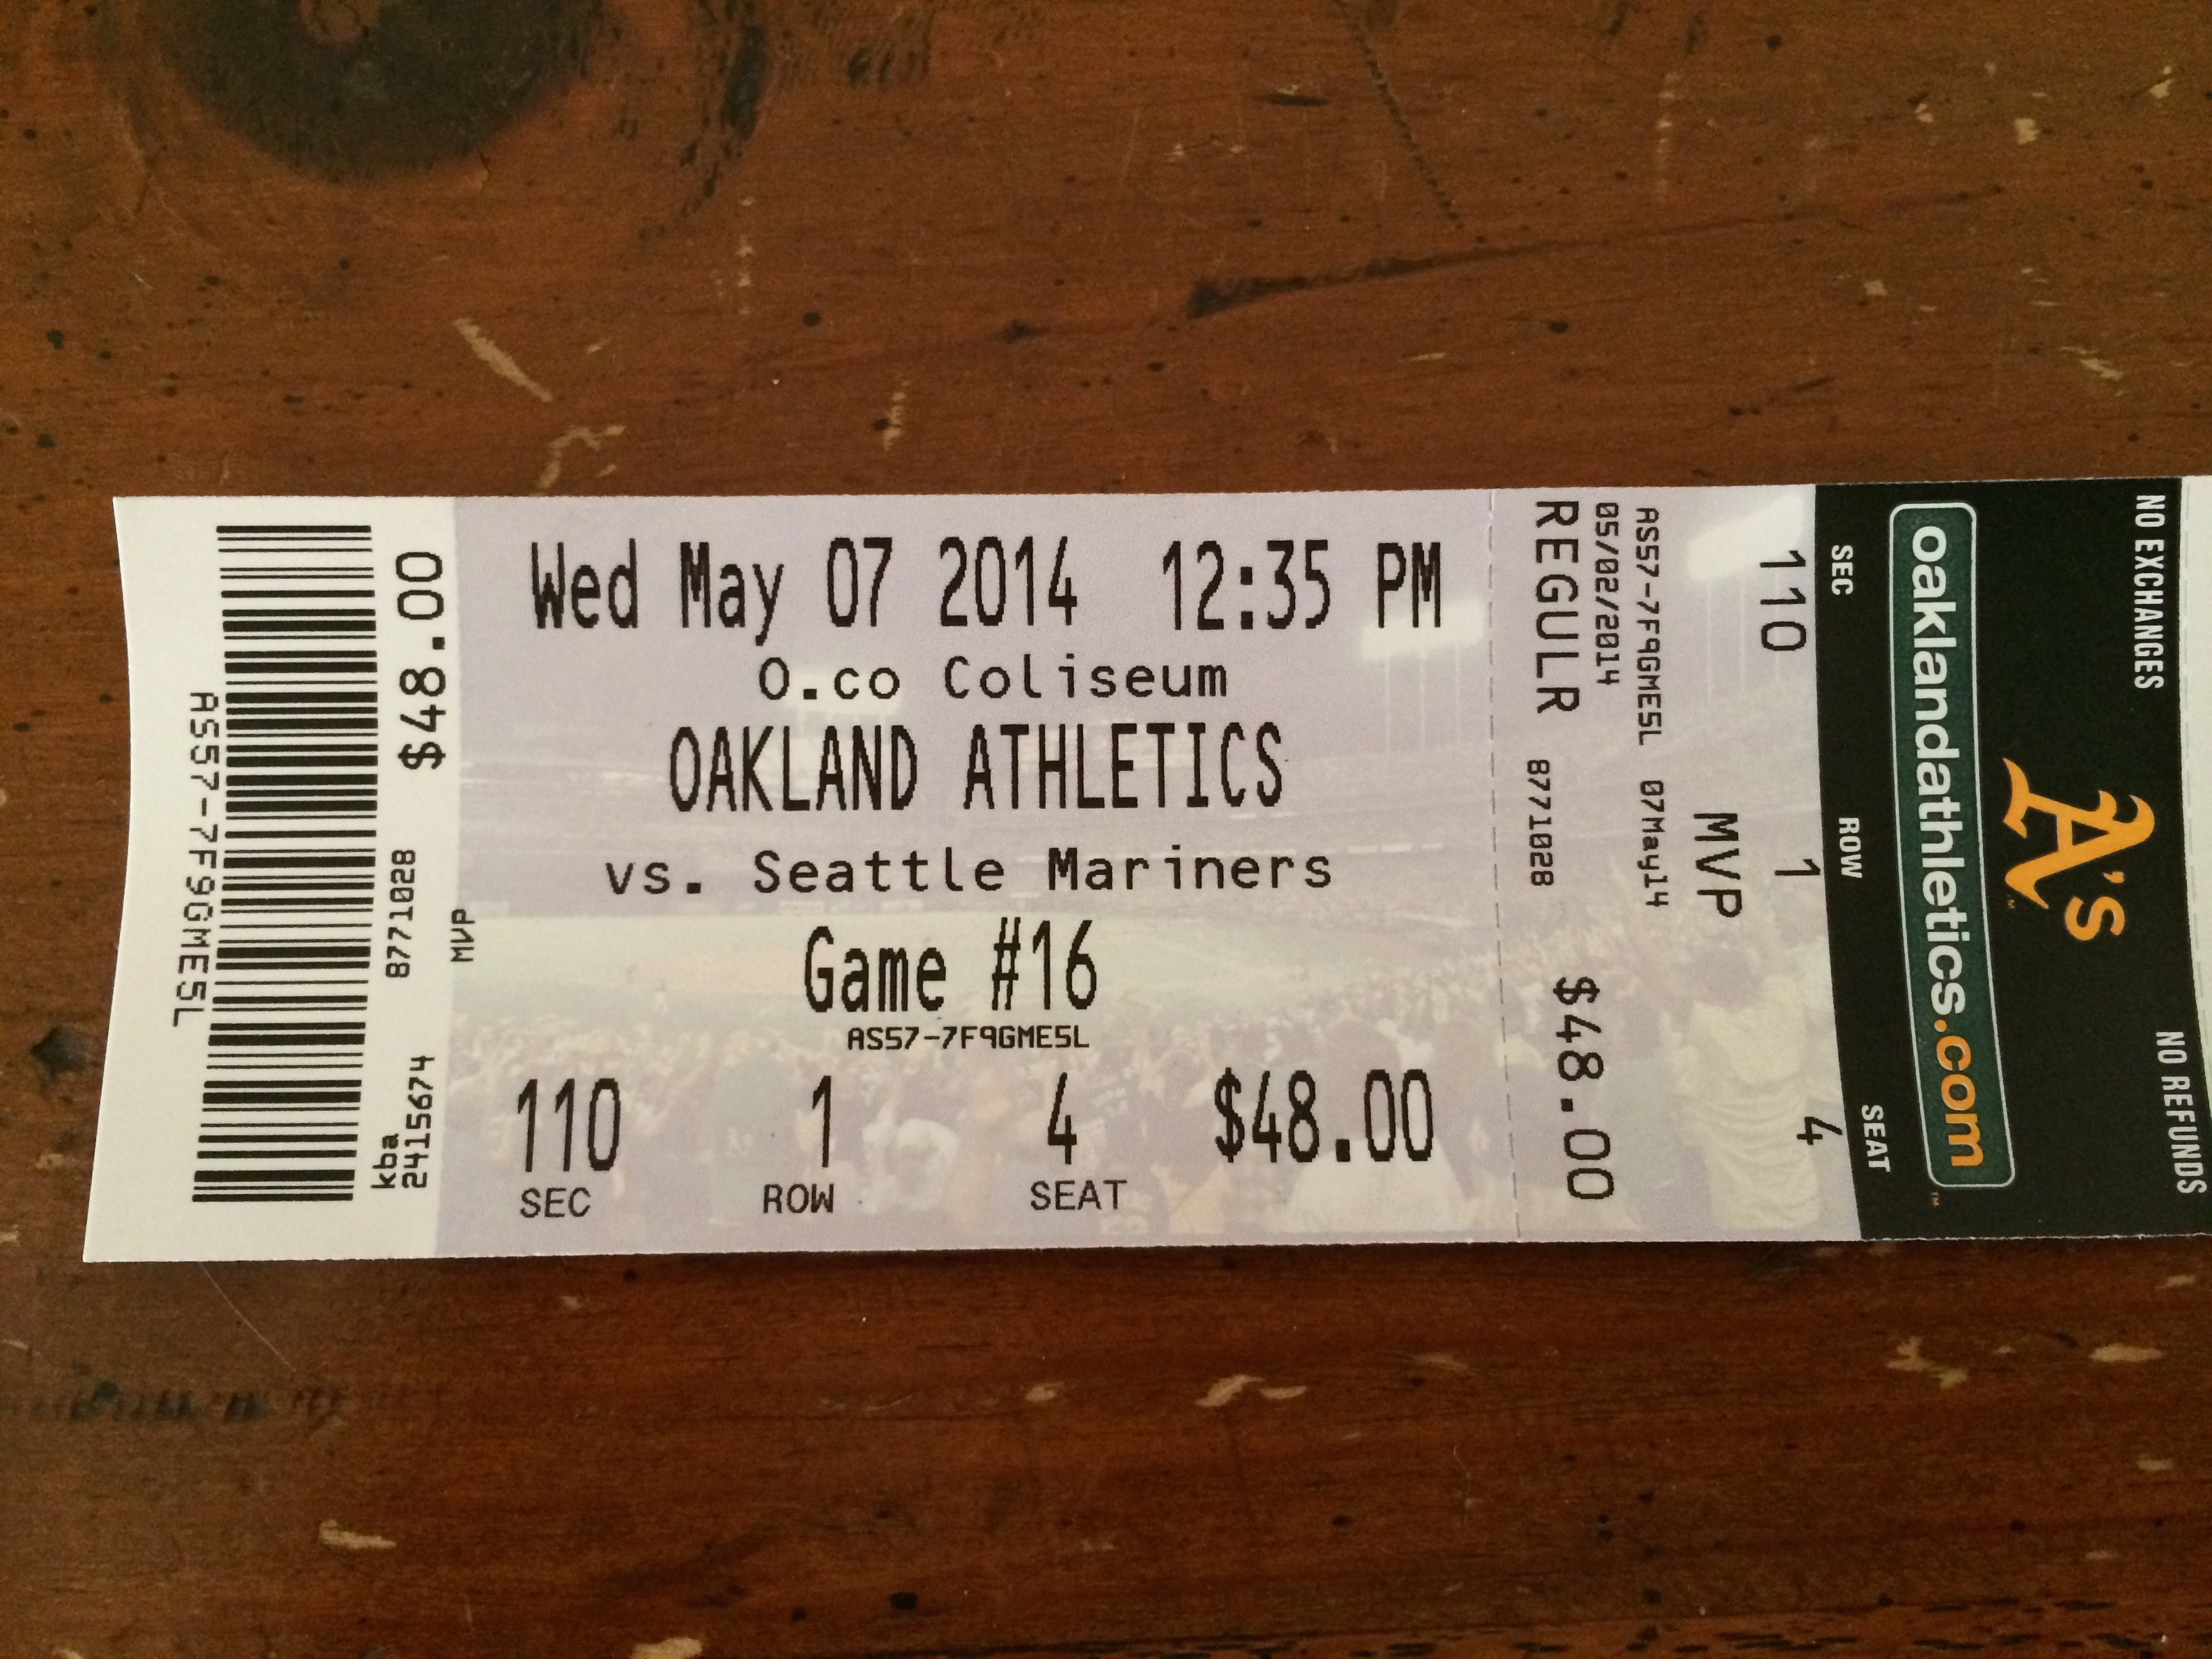 AS57-7F9GME5L
$48.00
8771028
kba
2415674
MVP
Wed May 07 2014 12:35 PM
O.co Coliseum
OAKLAND ATHLETICS
vs. Seattle Mariners
Game #16
AS57-7F9GME5L
110 1 4 $48.00
SEC ROW SEAT
REGULR 8771028 $48.00
05/02/2014
AS57-7F9GME5L 07May14
MVP
110 1 4
SEC ROW SEAT
oaklandathletics.com™
A's™
NO EXCHANGES NO REFUNDS